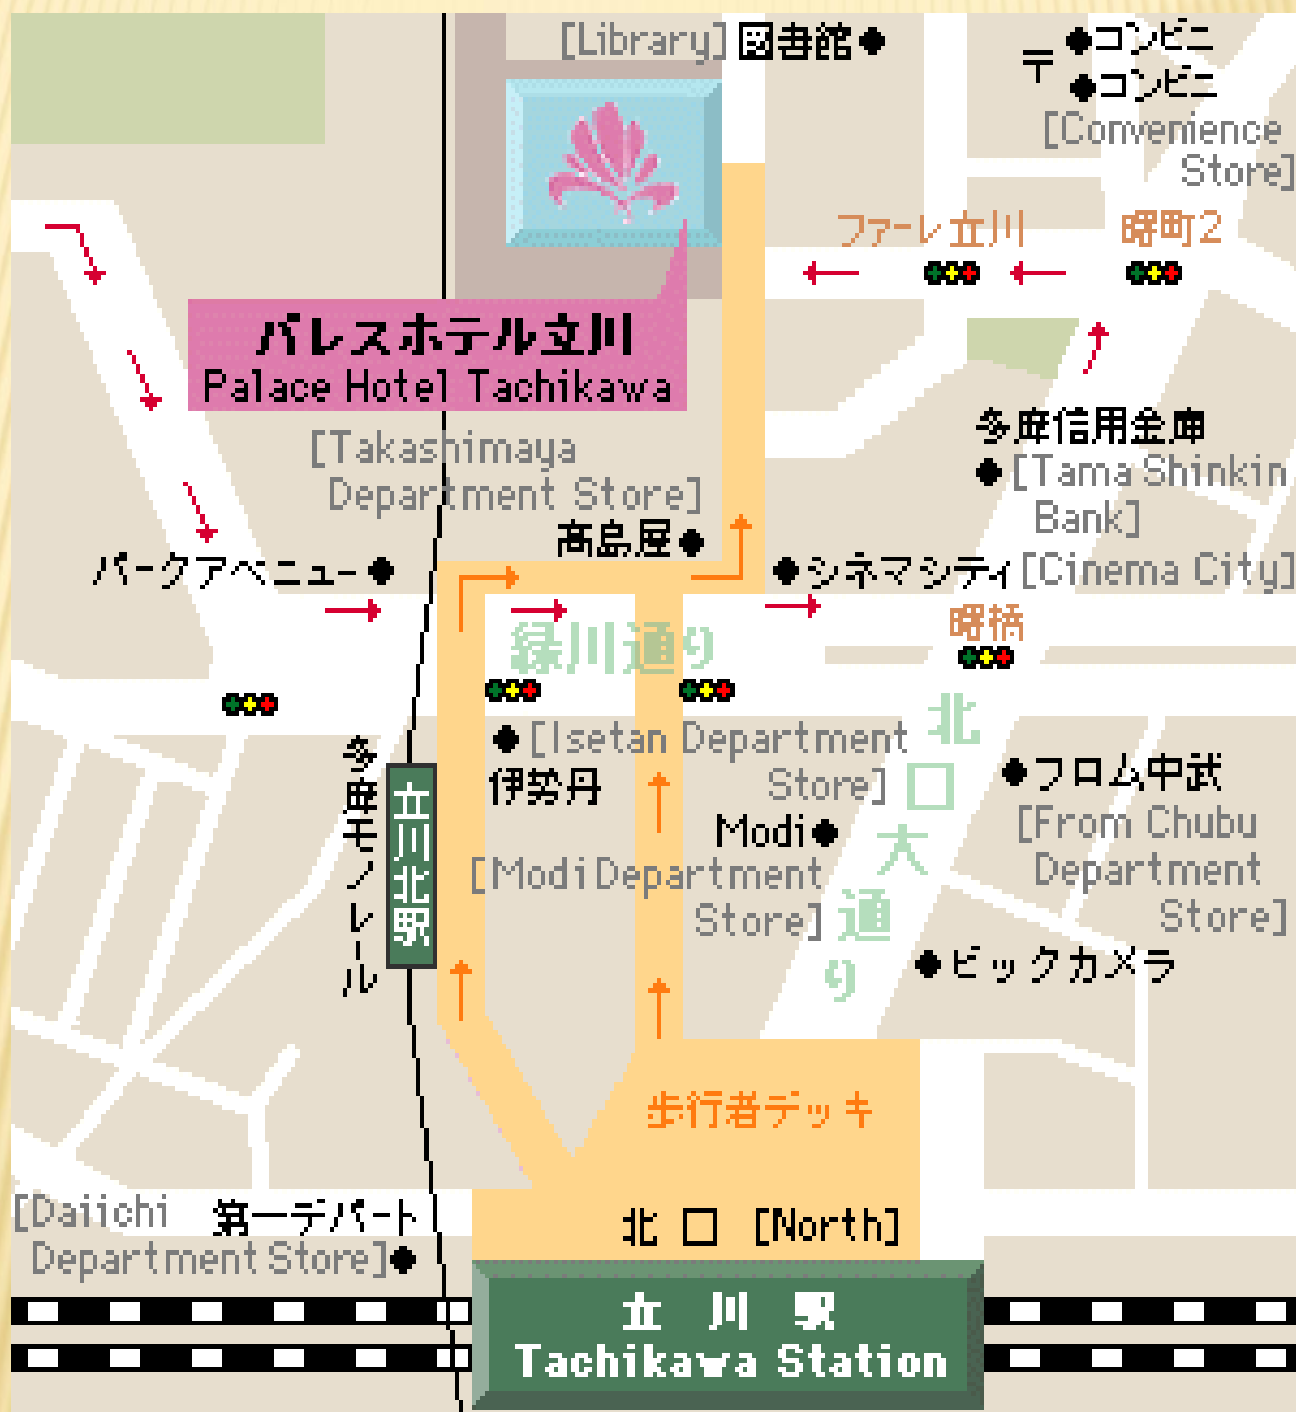 [Library] 図書館
コンビニ
〒
コンビニ
[Convenience
Store]
ファーレ立川
曙町2
パレスホテル立川
Palace Hotel Tachikawa
多摩信用金庫
[Tama Shinkin
Bank]
[Takashimaya
Department Store]
高島屋
パークアベニュー
シネマシティ [Cinema City]
曙橋
緑川通り
北口大通り
[Isetan Department
Store]
伊勢丹
フロム中武
[From Chubu
Department
Store]
Modi
[Modi Department
Store]
多摩モノレール
立川北駅
ビックカメラ
歩行者デッキ
[Daiichi
Department Store]
第一デパート
北口 [North]
立川駅
Tachikawa Station